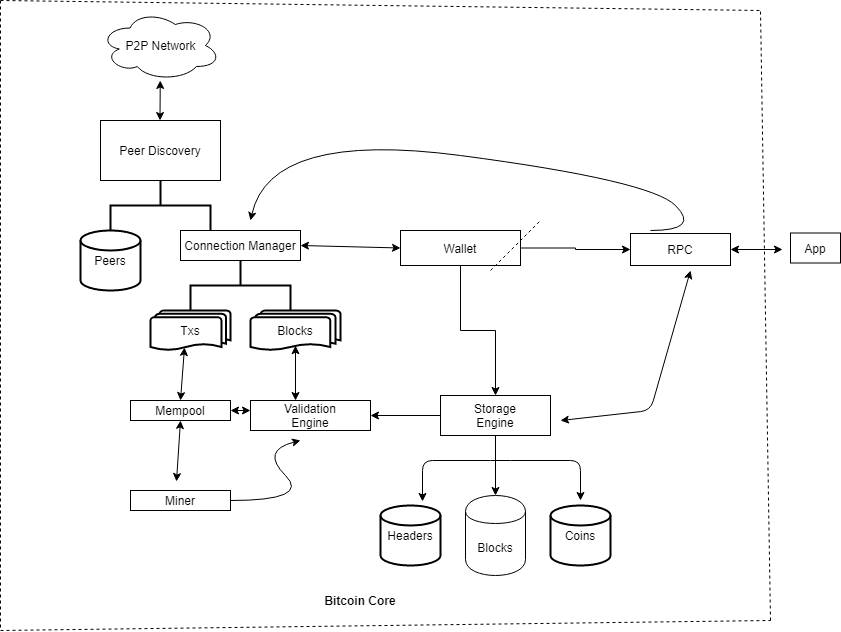 P2P Network
Peer Discovery
Peers
Connection Manager
Wallet
RPC
App
Txs
Blocks
Mempool
Validation
Engine
Storage
Engine
Miner
Headers
Blocks
Coins
Bitcoin Core